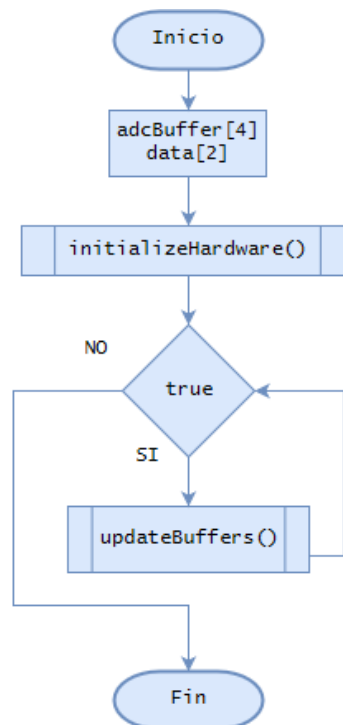 Inicio
adcBuffer[4]
data[2]
initializeHardware()
NO
true
SI
updateBuffers()
Fin